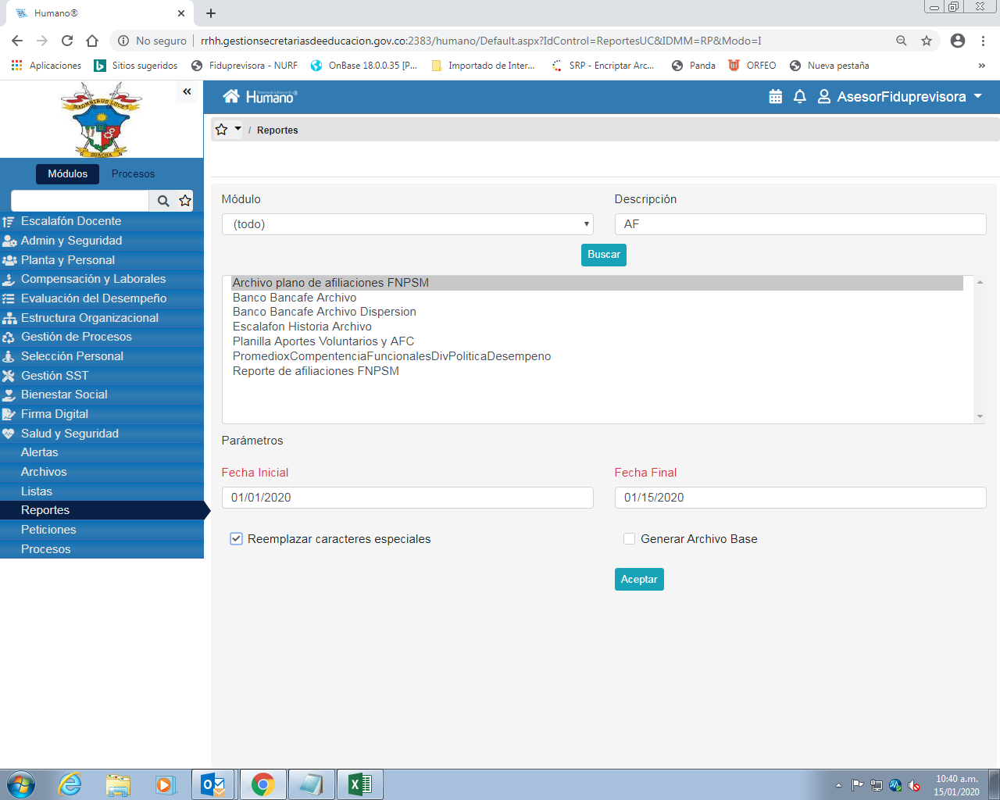 Humano®
No seguro
rrhh.gestionsecretariasdeeducacion.gov.co:2383/humano/Default.aspx?IdControl=ReportesUC&IDMM=RP&Modo=I
Aplicaciones
Sitios sugeridos
Fiduprevisora - NURF
OnBase 18.0.0.35 [P...
Importado de Inter...
SRP - Encriptar Arc...
Panda
ORFEO
Nueva pestaña
»
SOLOMNIBUS LUCET
SOACHA
«
Humano®
AsesorFiduprevisora
/ Reportes
Módulos
Procesos
Escalafón Docente
Admin y Seguridad
Planta y Personal
Compensación y Laborales
Evaluación del Desempeño
Estructura Organizacional
Gestión de Procesos
Selección Personal
Gestión SST
Bienestar Social
Firma Digital
Salud y Seguridad
Alertas
Archivos
Listas
Reportes
Peticiones
Procesos
Módulo
Descripción
(todo)
AF
Buscar
Archivo plano de afiliaciones FNPSM
Banco Bancafe Archivo
Banco Bancafe Archivo Dispersion
Escalafon Historia Archivo
Planilla Aportes Voluntarios y AFC
PromedioxCompentenciaFuncionalesDivPoliticaDesempeno
Reporte de afiliaciones FNPSM
Parámetros
Fecha Inicial
Fecha Final
01/01/2020
01/15/2020
Reemplazar caracteres especiales
Generar Archivo Base
Aceptar
10:40 a.m.
15/01/2020